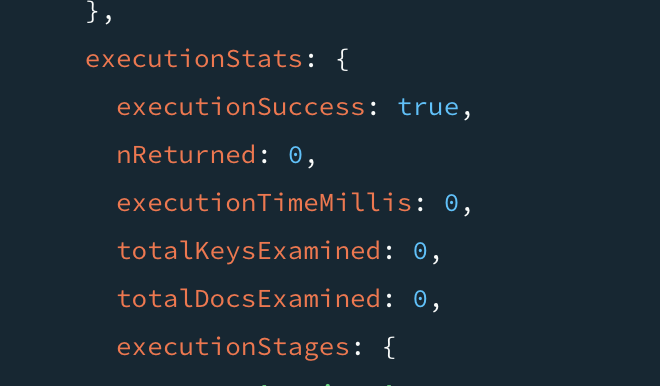 },
executionStats: {
executionSuccess: true,
nReturned: 0,
executionTimeMillis: 0,
totalKeysExamined: 0,
totalDocsExamined: 0,
executionStages: {